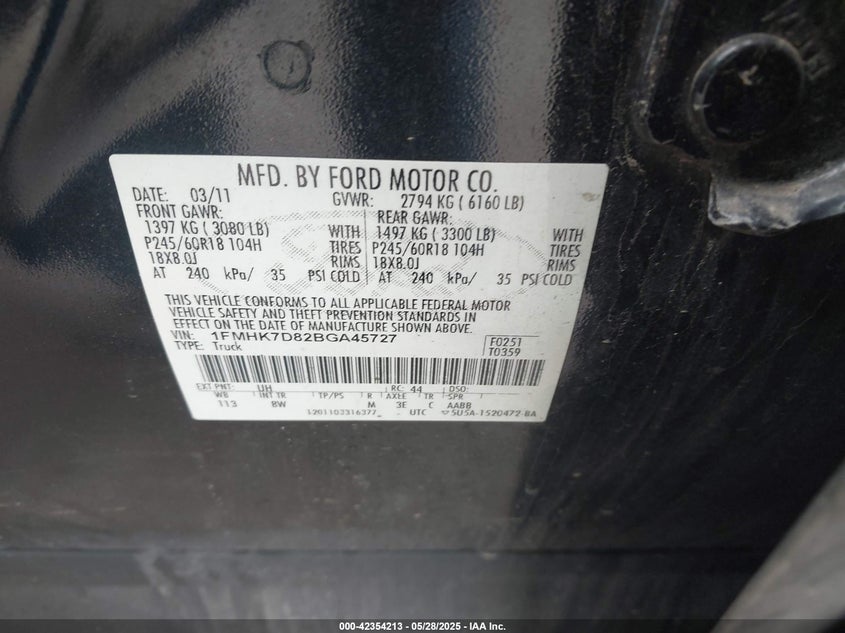 MFD. BY FORD MOTOR CO.
DATE: 03/11 GVWR: 2794 KG ( 6160 LB)
FRONT GAWR: REAR GAWR:
1397 KG ( 3080 LB) WITH 1497 KG ( 3300 LB) WITH
P245/60R18 104H TIRES P245/60R18 104H TIRES
18X8.0J RIMS 18X8.0J RIMS
AT 240 kPa/ 35 PSI COLD AT 240 kPa/ 35 PSI COLD
THIS VEHICLE CONFORMS TO ALL APPLICABLE FEDERAL MOTOR
VEHICLE SAFETY AND THEFT PREVENTION STANDARDS IN
EFFECT ON THE DATE OF MANUFACTURE SHOWN ABOVE.
VIN: 1FMHK7D82BGA45727 F0251
TYPE: Truck T0359
EXT PNT: UH RC: 44 DSO:
WB INT TR TP/PS R AXLE TR SPR
113 8W M 3E C AABB
UTC 5U5A-1520472-BA
000-42354213 - 05/28/2025 - IAA Inc.